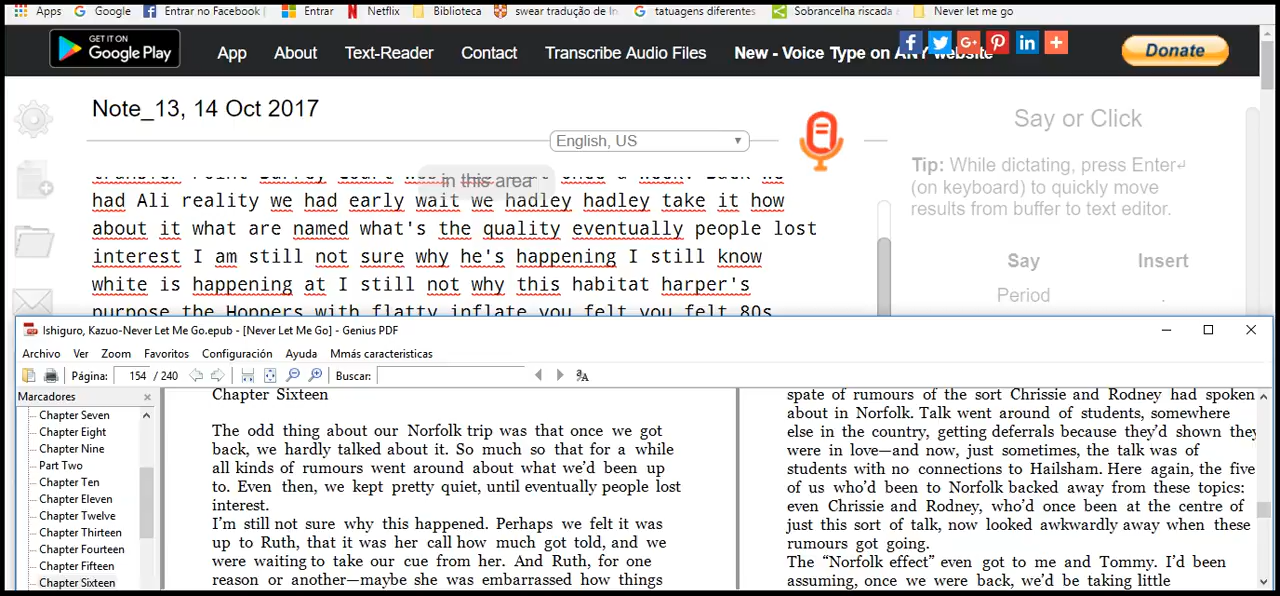 Apps Google Entrar no Facebook Entrar Netflix Biblioteca swear tradução de In tatuagens diferentes Sobrancelha riscada Never let me go
GET IT ON
Google Play
App About Text-Reader Contact Transcribe Audio Files New - Voice Type on ANY website
Donate
Note_13, 14 Oct 2017
English, US
Say or Click
Tip: While dictating, press Enter↵
(on keyboard) to quickly move
results from buffer to text editor.
Say Insert
Period .
in this area
had Ali reality we had early wait we hadley hadley take it how
about it what are named what's the quality eventually people lost
interest I am still not sure why he's happening I still know
white is happening at I still not why this habitat harper's
purpose the Hoppers with flatty inflate you felt you felt 80s
Ishiguro, Kazuo-Never Let Me Go.epub - [Never Let Me Go] - Genius PDF
Archivo Ver Zoom Favoritos Configuración Ayuda Mmás caracteristicas
Página: 154 / 240 Buscar:
Marcadores
Chapter Seven
Chapter Eight
Chapter Nine
Part Two
Chapter Ten
Chapter Eleven
Chapter Twelve
Chapter Thirteen
Chapter Fourteen
Chapter Fifteen
Chapter Sixteen
Chapter Sixteen
The odd thing about our Norfolk trip was that once we got
back, we hardly talked about it. So much so that for a while
all kinds of rumours went around about what we'd been up
to. Even then, we kept pretty quiet, until eventually people lost
interest.
I'm still not sure why this happened. Perhaps we felt it was
up to Ruth, that it was her call how much got told, and we
were waiting to take our cue from her. And Ruth, for one
reason or another—maybe she was embarrassed how things
spate of rumours of the sort Chrissie and Rodney had spoken
about in Norfolk. Talk went around of students, somewhere
else in the country, getting deferrals because they'd shown they
were in love—and now, just sometimes, the talk was of
students with no connections to Hailsham. Here again, the five
of us who'd been to Norfolk backed away from these topics:
even Chrissie and Rodney, who'd once been at the centre of
just this sort of talk, now looked awkwardly away when these
rumours got going.
The “Norfolk effect” even got to me and Tommy. I'd been
assuming, once we were back, we'd be taking little